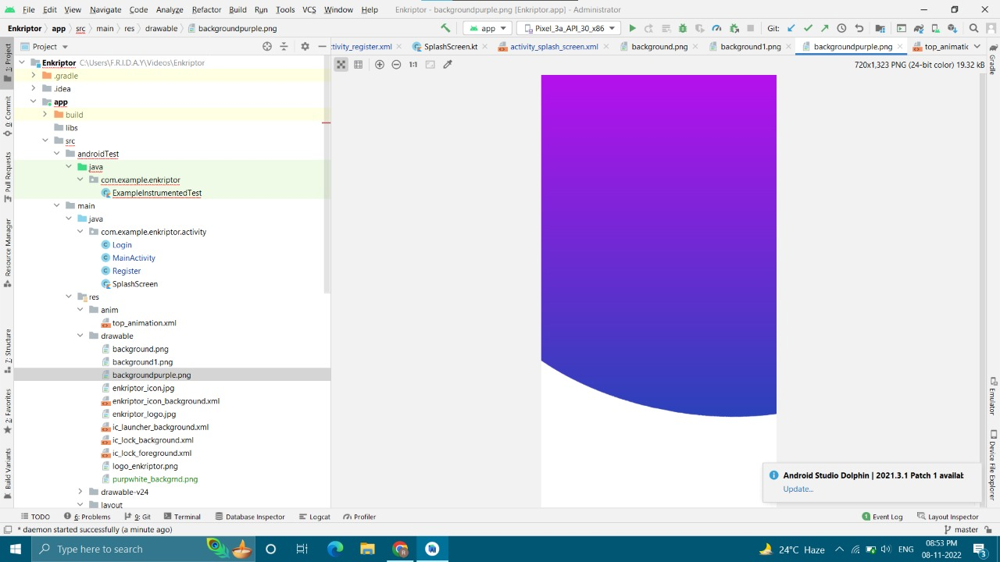 File Edit View Navigate Code Analyze Refactor Build Run Tools VCS Window Help Enkriptor - backgroundpurple.png [Enkriptor.app] - Administrator
Enkriptor app src main res drawable backgroundpurple.png app Pixel_3a_API_30_x86 Git:
Project ctivity_register.xml SplashScreen.kt activity_splash_screen.xml background.png background1.png backgroundpurple.png top_animatic
1:1 720x1,323 PNG (24-bit color) 19.32 kB
1: Project
0: Commit
Pull Requests
Resource Manager
Z: Structure
2: Favorites
Build Variants
Enkriptor C:\Users\F.R.I.D.A.Y\Videos\Enkriptor
.gradle
.idea
app
build
libs
src
androidTest
java
com.example.enkriptor
ExampleInstrumentedTest
main
java
com.example.enkriptor.activity
Login
MainActivity
Register
SplashScreen
res
anim
top_animation.xml
drawable
background.png
background1.png
backgroundpurple.png
enkriptor_icon.jpg
enkriptor_icon_background.xml
enkriptor_logo.jpg
ic_launcher_background.xml
ic_lock_background.xml
ic_lock_foreground.xml
logo_enkriptor.png
purpwhite_backgrnd.png
drawable-v24
layout
Gradle
Emulator
Device File Explorer
Android Studio Dolphin | 2021.3.1 Patch 1 availab
Update...
TODO 6: Problems 9: Git Terminal Database Inspector Logcat Profiler 1 Event Log Layout Inspector
* daemon started successfully (a minute ago) master
Type here to search 24°C Haze ENG 08:53 PM
08-11-2022 3